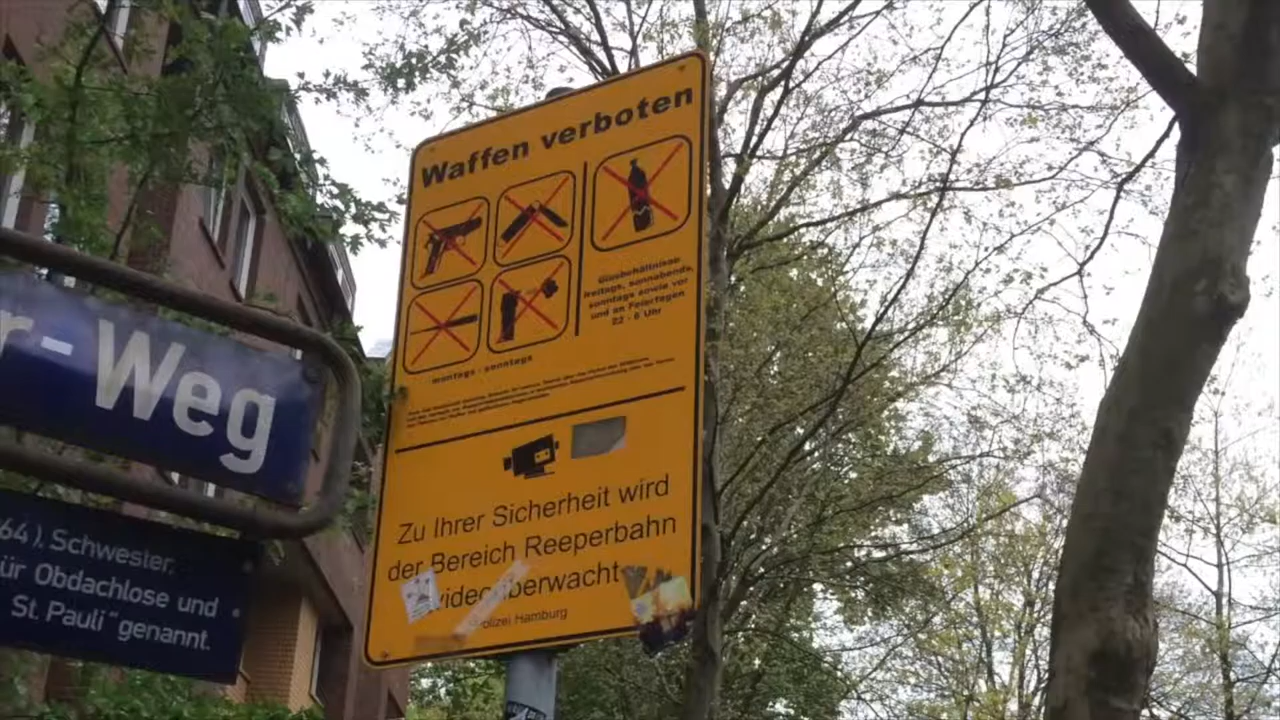 r-Weg
64). Schwester,
ür Obdachlose und
St. Pauli" genannt.
Waffen verboten
Glasbehältnisse
freitags, sonnabends,
sonntags sowie vor
und an Feiertagen
22 - 6 Uhr
montags - sonntags
Zu Ihrer Sicherheit wird
der Bereich Reeperbahn
videoüberwacht
Polizei Hamburg